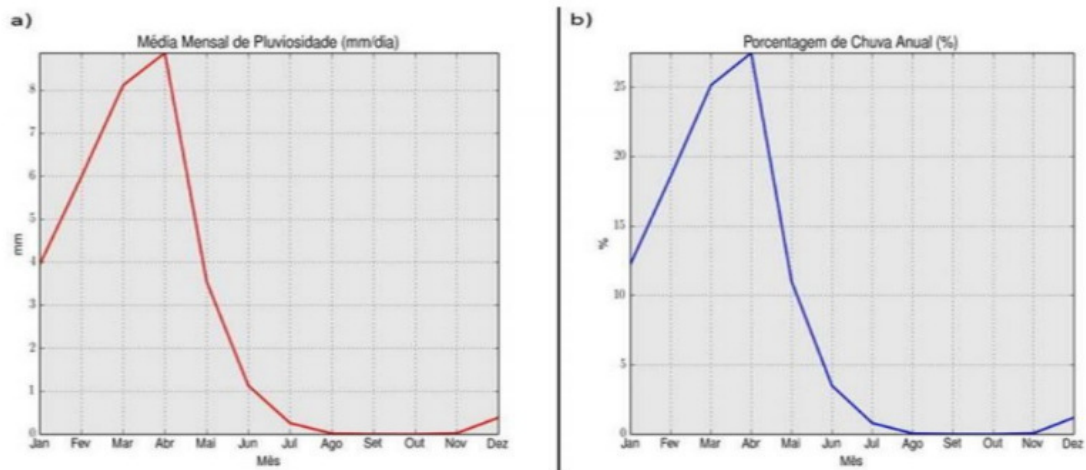 a)
Média Mensal de Pluviosidade (mm/dia)
8
7
6
5
4
3
2
1
0
mm
Jan Fev Mar Abr Mai Jun Jul Ago Set Out Nov Dez
Mês
b)
Porcentagem de Chuva Anual (%)
25
20
15
10
5
0
%
Jan Fev Mar Abr Mai Jun Jul Ago Set Out Nov Dez
Mês